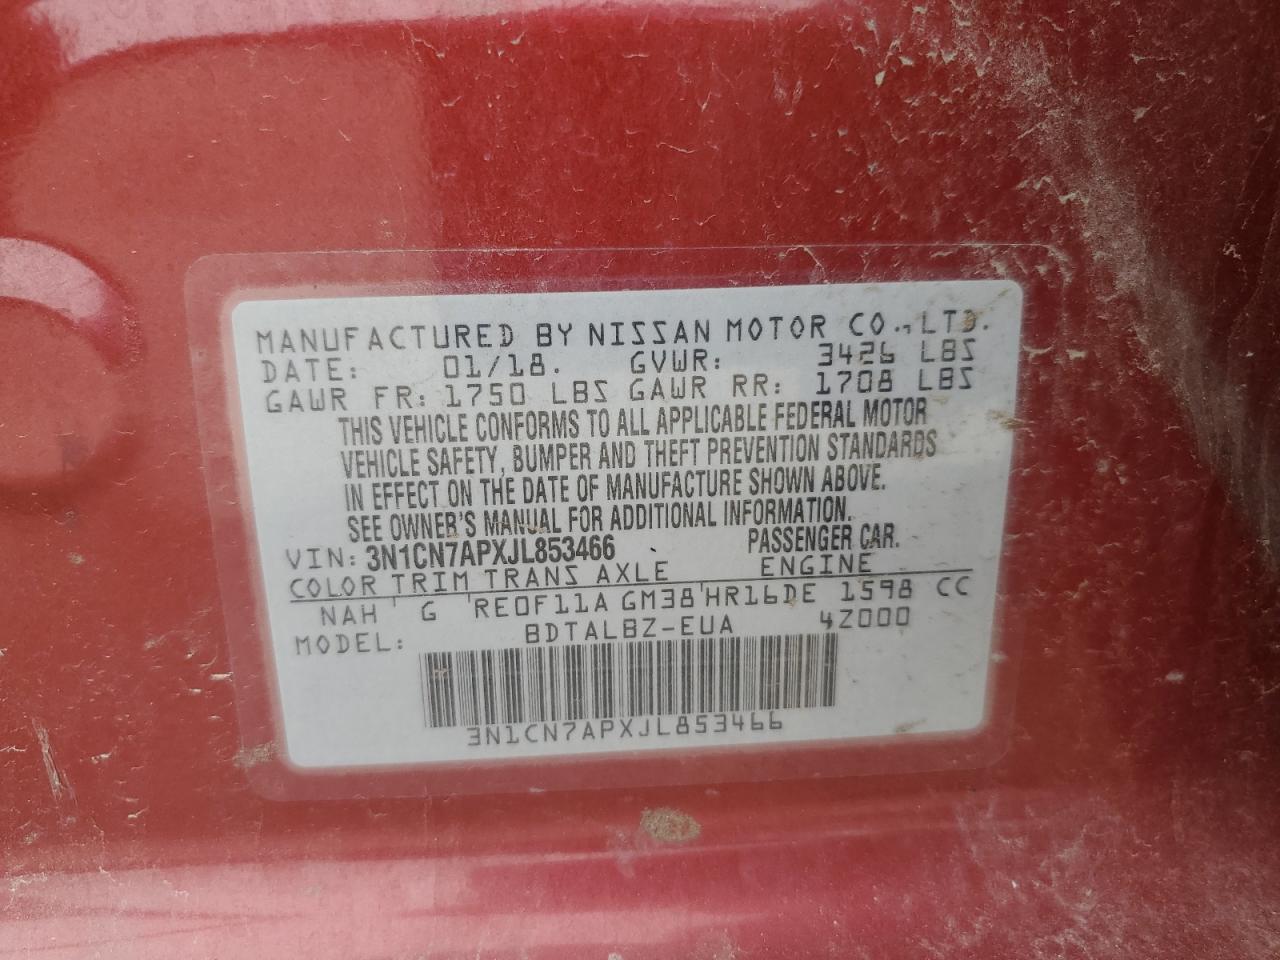 MANUFACTURED BY NISSAN MOTOR CO., LTD.
DATE: 01/18. GVWR: 3426 LBS
GAWR FR: 1750 LBS GAWR RR: 1708 LBS
THIS VEHICLE CONFORMS TO ALL APPLICABLE FEDERAL MOTOR
VEHICLE SAFETY, BUMPER AND THEFT PREVENTION STANDARDS
IN EFFECT ON THE DATE OF MANUFACTURE SHOWN ABOVE.
SEE OWNER'S MANUAL FOR ADDITIONAL INFORMATION.
VIN: 3N1CN7APXJL853466 PASSENGER CAR.
COLOR TRIM TRANS AXLE ENGINE
NAH G RE0F11A GM38 HR16DE 1598 CC
MODEL: BDTALBZ-EUA 4Z000
3N1CN7APXJL853466